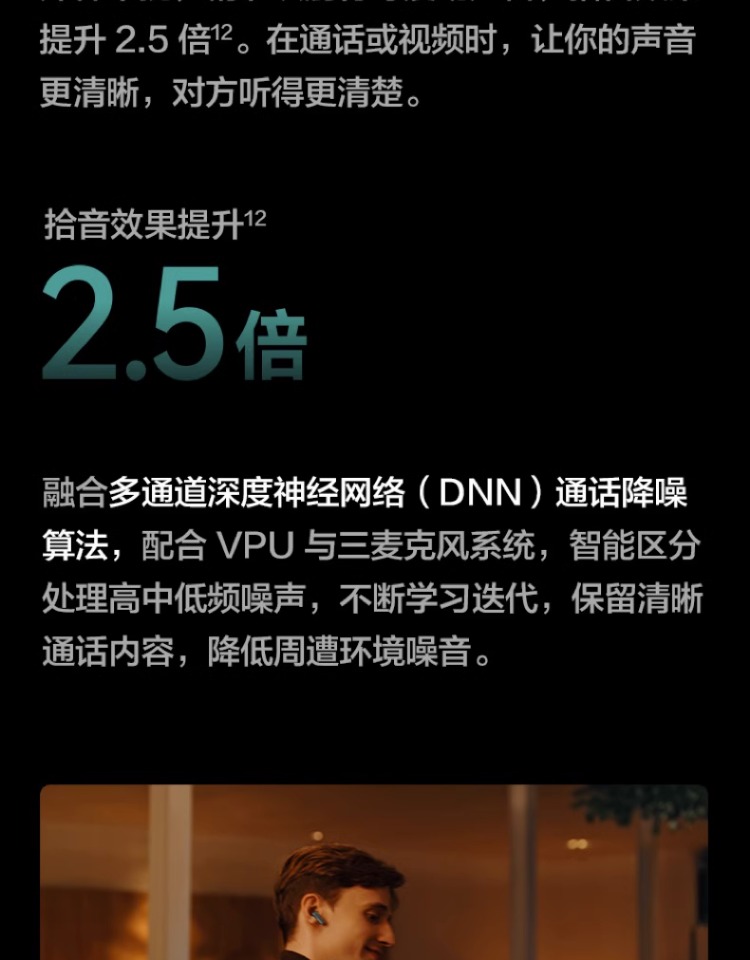 提升 2.5 倍12。在通话或视频时，让你的声音
更清晰，对方听得更清楚。
拾音效果提升12
2.5倍
融合多通道深度神经网络（DNN）通话降噪
算法，配合 VPU 与三麦克风系统，智能区分
处理高中低频噪声，不断学习迭代，保留清晰
通话内容，降低周遭环境噪音。